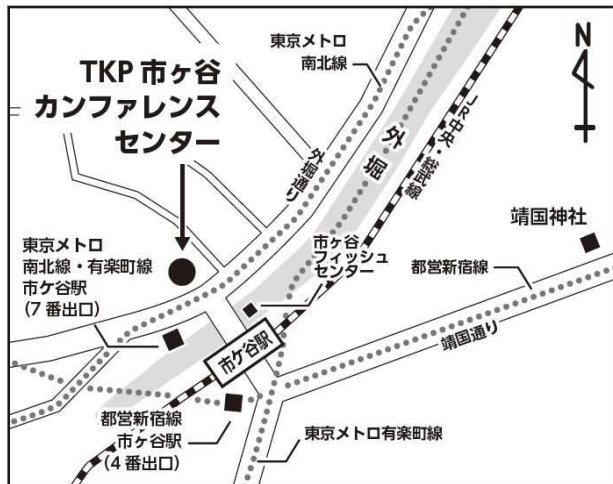 東京メトロ
南北線
N
TKP 市ヶ谷
カンファレンス
センター
外堀通り
外堀
JR中央・総武線
靖国神社
東京メトロ
南北線・有楽町線
市ケ谷駅
(7番出口)
市ヶ谷
フィッシュ
センター
都営新宿線
市ケ谷駅
靖国通り
都営新宿線
市ケ谷駅
(4番出口)
東京メトロ有楽町線